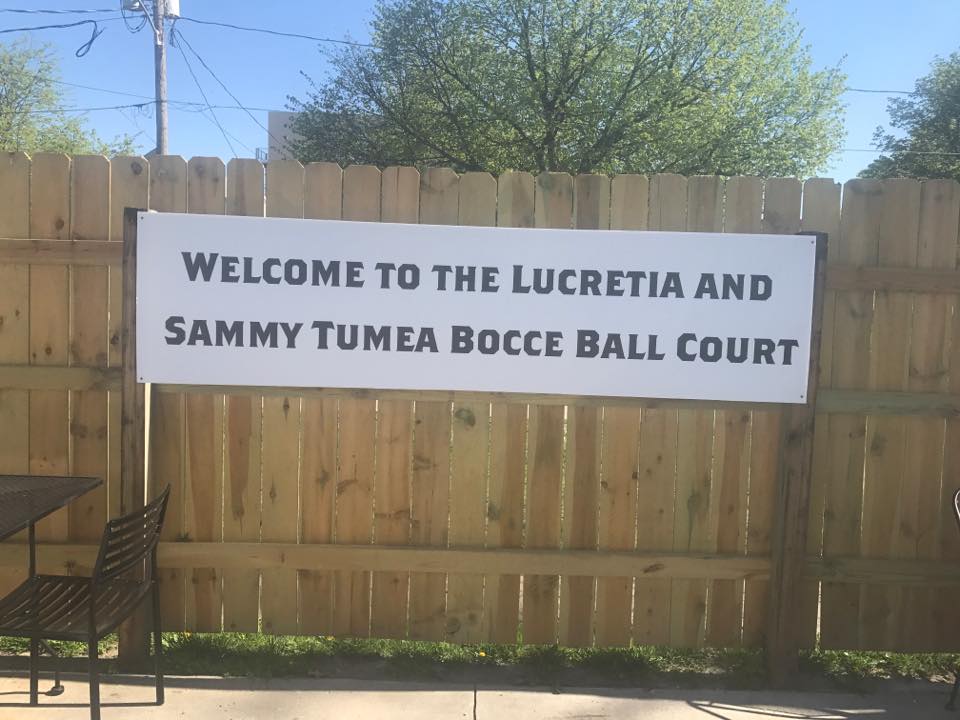 Welcome to the Lucretia and
Sammy Tumea Bocce Ball Court